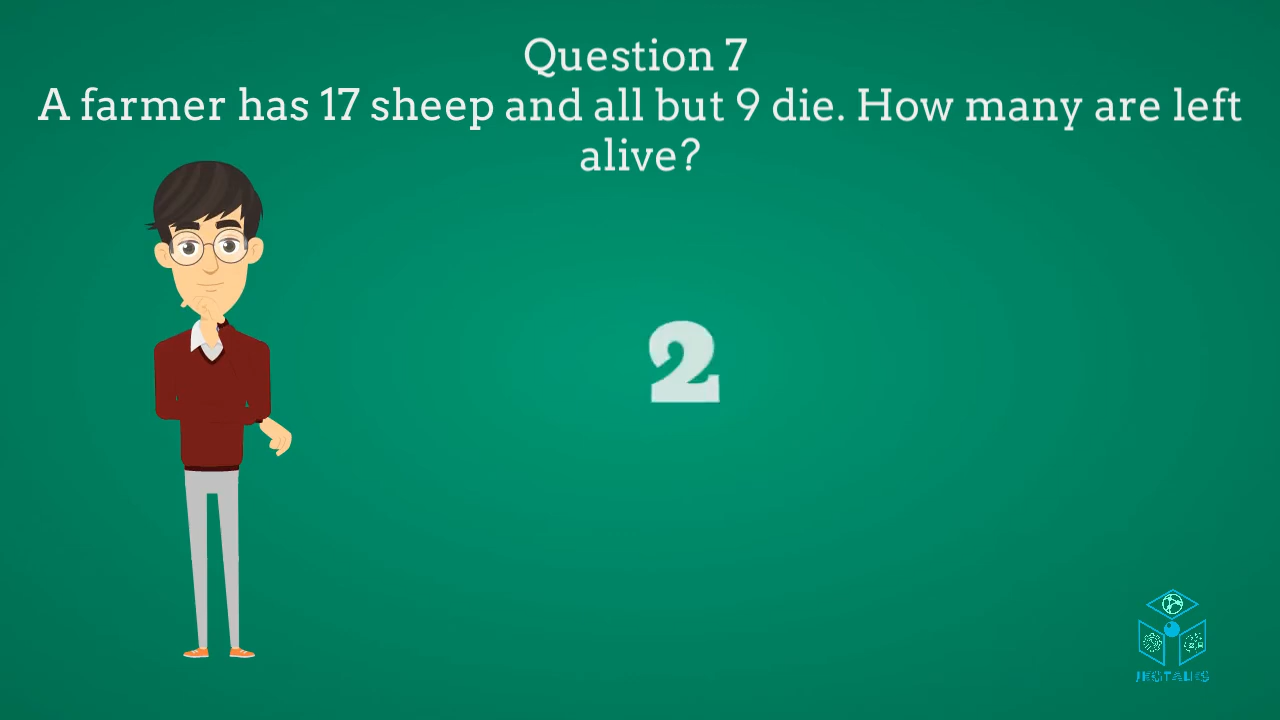 Question 7
A farmer has 17 sheep and all but 9 die. How many are left
alive?
2